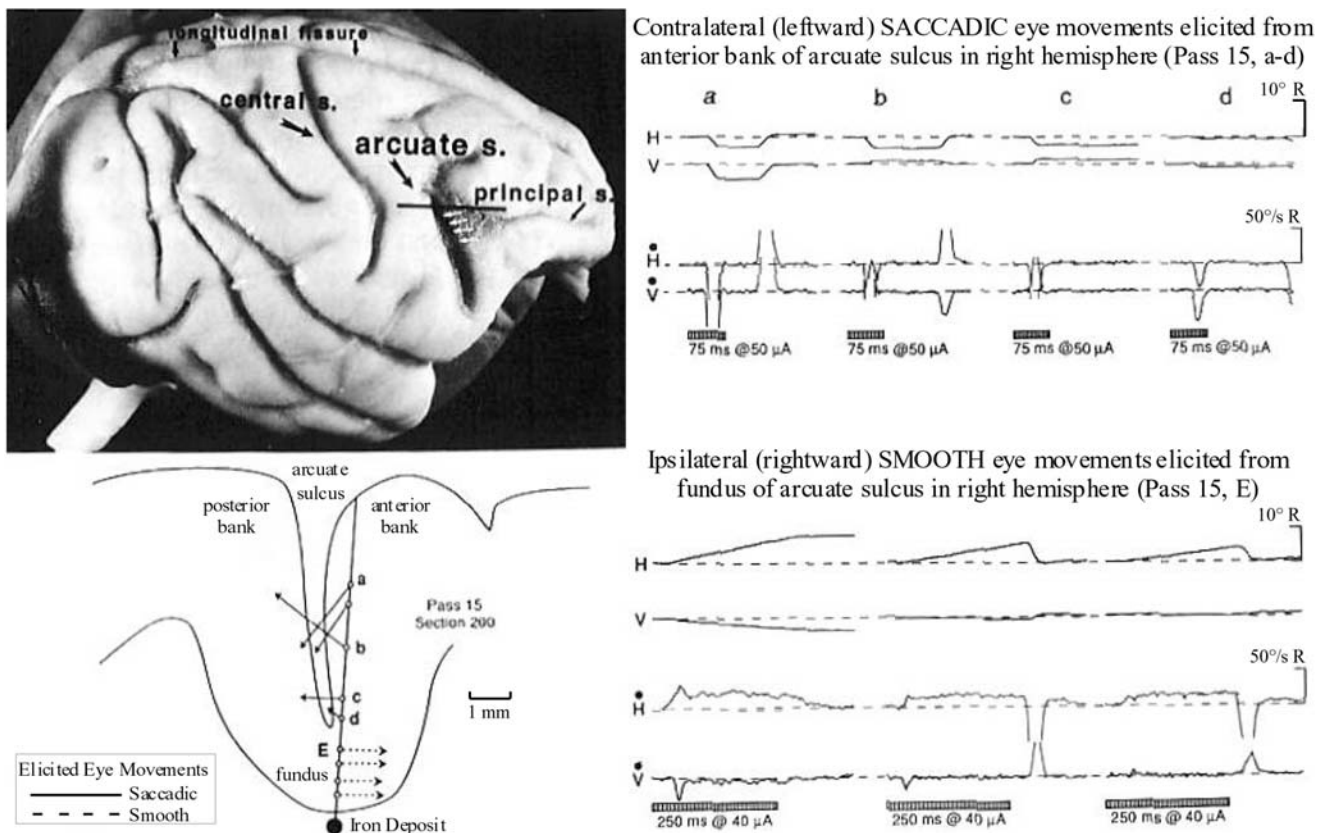 longitudinal fissure
central s.
arcuate s.
principal s.
Contralateral (leftward) SACCADIC eye movements elicited from
anterior bank of arcuate sulcus in right hemisphere (Pass 15, a-d)
a b c d
10° R
H
V
50°/s R
H
V
75 ms @50 µA 75 ms @50 µA 75 ms @50 µA 75 ms @50 µA
arcuate
sulcus
posterior
bank
anterior
bank
a
Pass 15
Section 200
b
c
d
1 mm
E
fundus
Elicited Eye Movements
Saccadic
Smooth
Iron Deposit
Ipsilateral (rightward) SMOOTH eye movements elicited from
fundus of arcuate sulcus in right hemisphere (Pass 15, E)
10° R
H
V
50°/s R
H
V
250 ms @ 40 µA 250 ms @ 40 µA 250 ms @ 40 µA